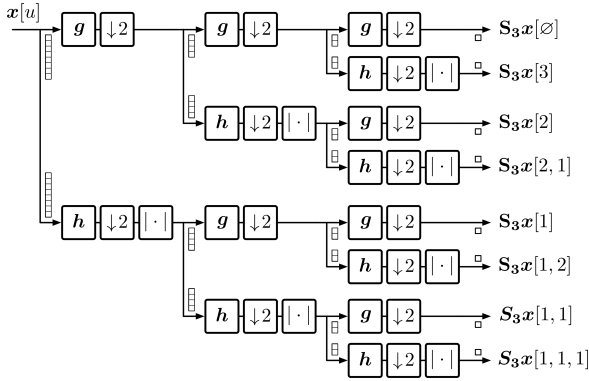 x[u]
g ↓2 g ↓2 g ↓2 S₃x[∅]
h ↓2 |·| S₃x[3]
h ↓2 |·| g ↓2 S₃x[2]
h ↓2 |·| S₃x[2, 1]
h ↓2 |·| g ↓2 g ↓2 S₃x[1]
h ↓2 |·| S₃x[1, 2]
h ↓2 |·| g ↓2 S₃x[1, 1]
h ↓2 |·| S₃x[1, 1, 1]